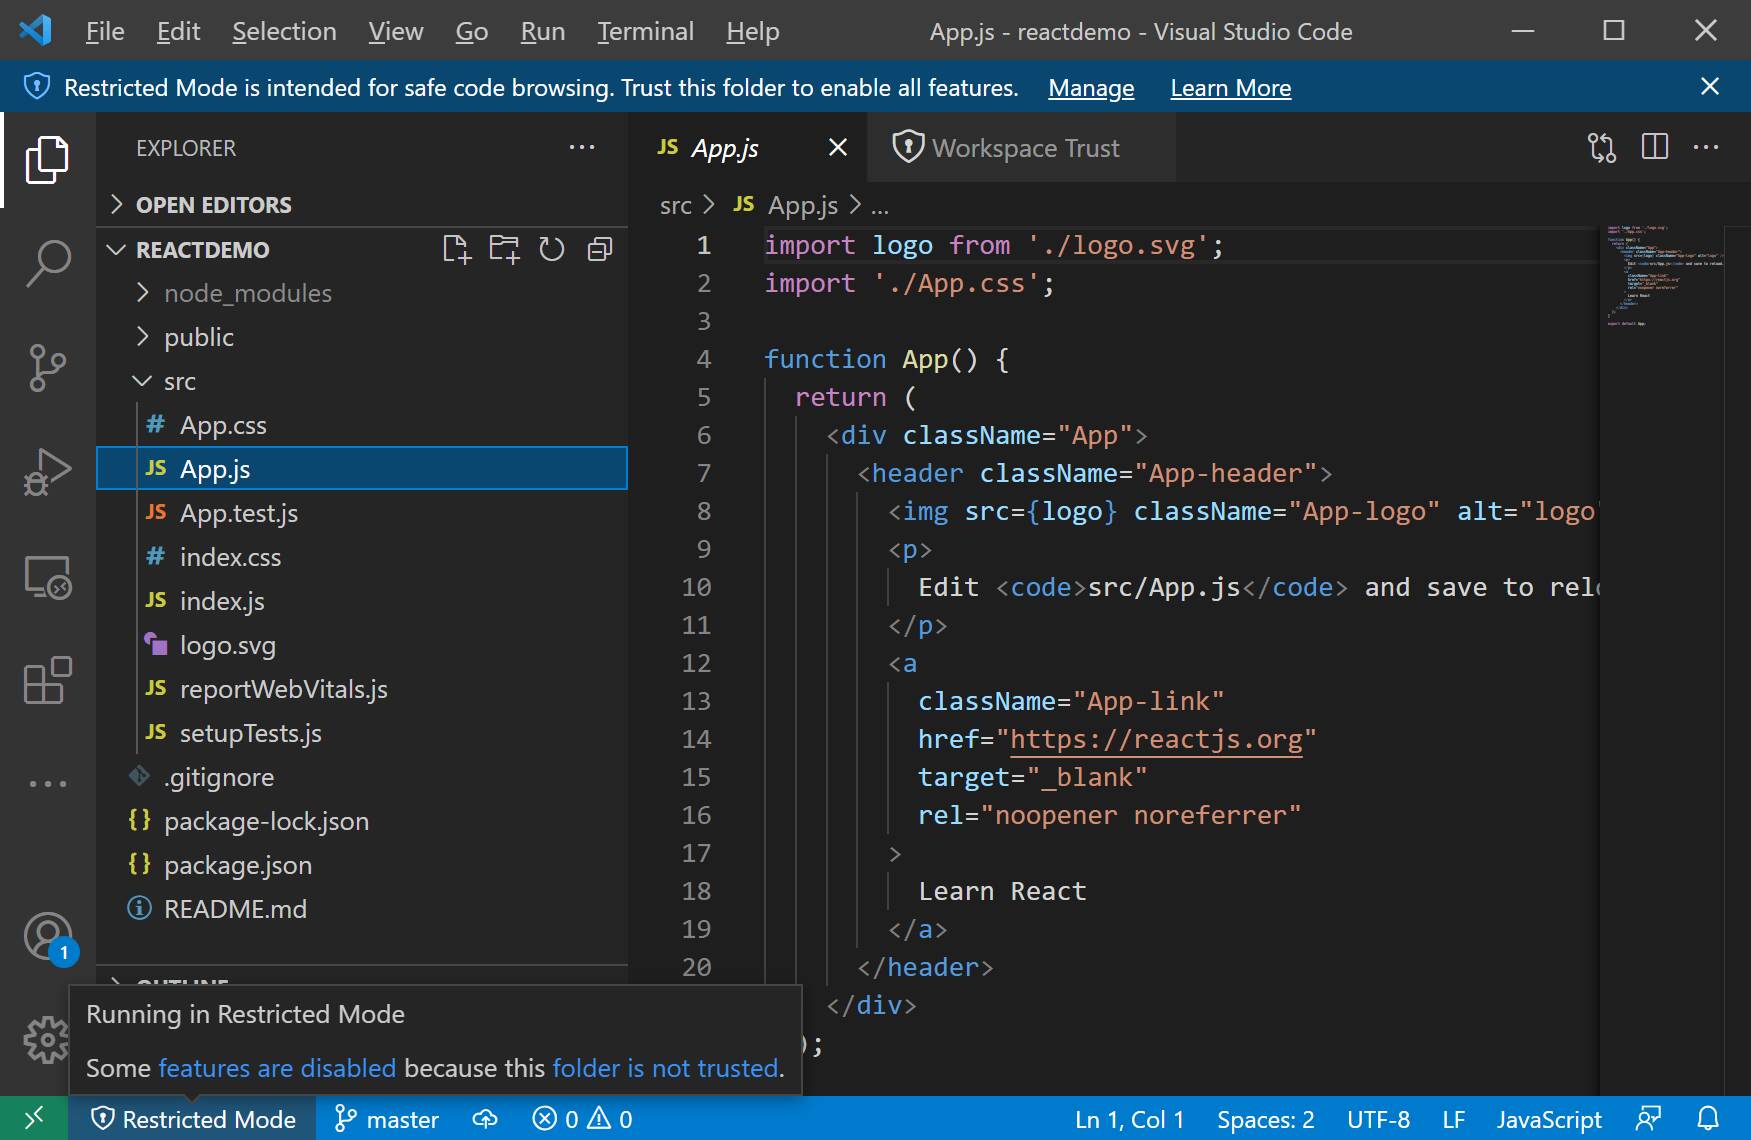 File Edit Selection View Go Run Terminal Help App.js - reactdemo - Visual Studio Code
Restricted Mode is intended for safe code browsing. Trust this folder to enable all features. Manage Learn More
EXPLORER
OPEN EDITORS
REACTDEMO
node_modules
public
src
# App.css
JS App.js
JS App.test.js
# index.css
JS index.js
logo.svg
JS reportWebVitals.js
JS setupTests.js
.gitignore
{} package-lock.json
{} package.json
README.md
OUTLINE
1
JS App.js
Workspace Trust
src > JS App.js > ...
1 import logo from './logo.svg';
2 import './App.css';
3
4 function App() {
5 return (
6 <div className="App">
7 <header className="App-header">
8 <img src={logo} className="App-logo" alt="logo"
9 <p>
10 Edit <code>src/App.js</code> and save to relo
11 </p>
12 <a
13 className="App-link"
14 href="https://reactjs.org"
15 target="_blank"
16 rel="noopener noreferrer"
17 >
18 Learn React
19 </a>
20 </header>
</div>
);
Running in Restricted Mode
Some features are disabled because this folder is not trusted.
Restricted Mode master 0 0 Ln 1, Col 1 Spaces: 2 UTF-8 LF JavaScript